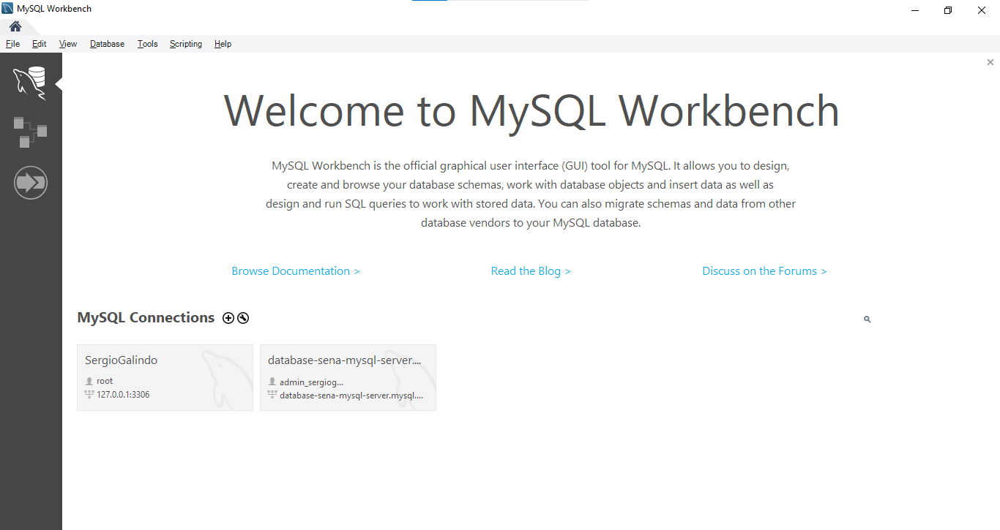 MySQL Workbench
File Edit View Database Tools Scripting Help
Welcome to MySQL Workbench
MySQL Workbench is the official graphical user interface (GUI) tool for MySQL. It allows you to design,
create and browse your database schemas, work with database objects and insert data as well as
design and run SQL queries to work with stored data. You can also migrate schemas and data from other
database vendors to your MySQL database.
Browse Documentation > Read the Blog > Discuss on the Forums >
MySQL Connections
SergioGalindo
root
127.0.0.1:3306
database-sena-mysql-server....
admin_sergiog...
database-sena-mysql-server.mysql....